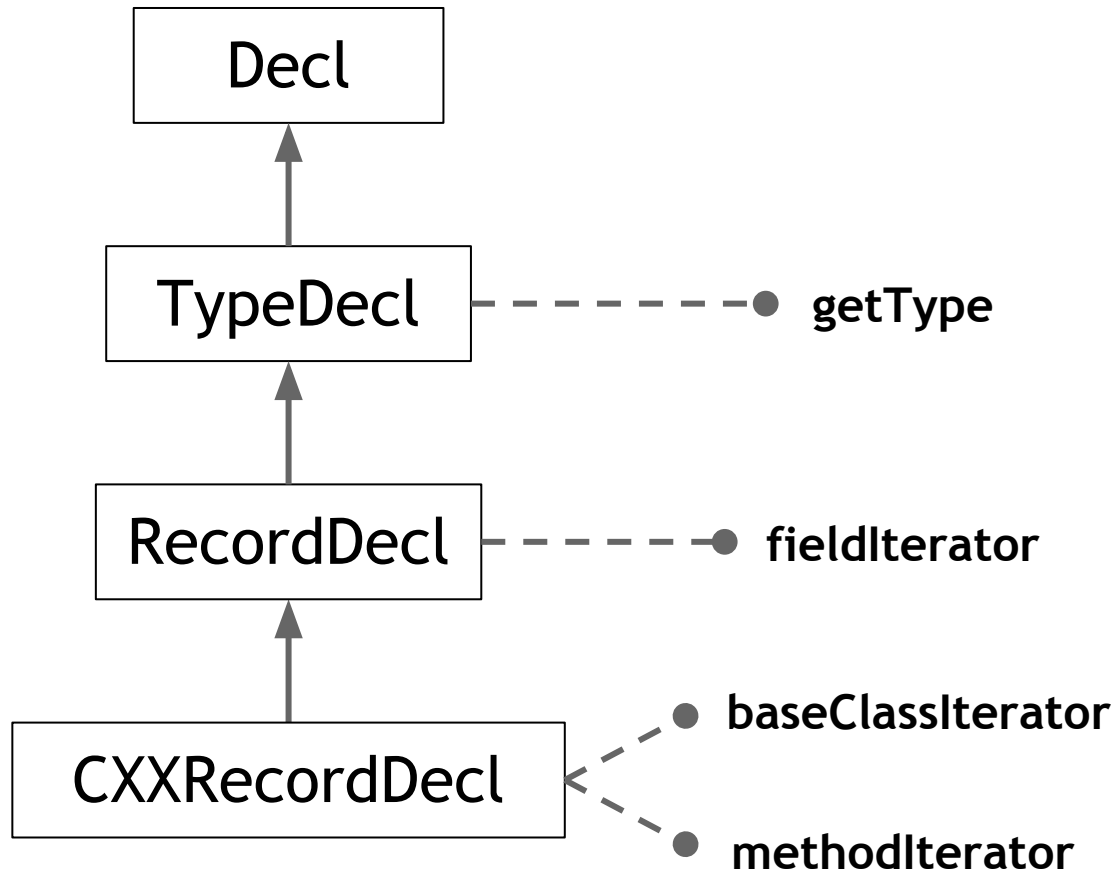 Decl
TypeDecl
getType
RecordDecl
fieldIterator
baseClassIterator
CXXRecordDecl
methodIterator